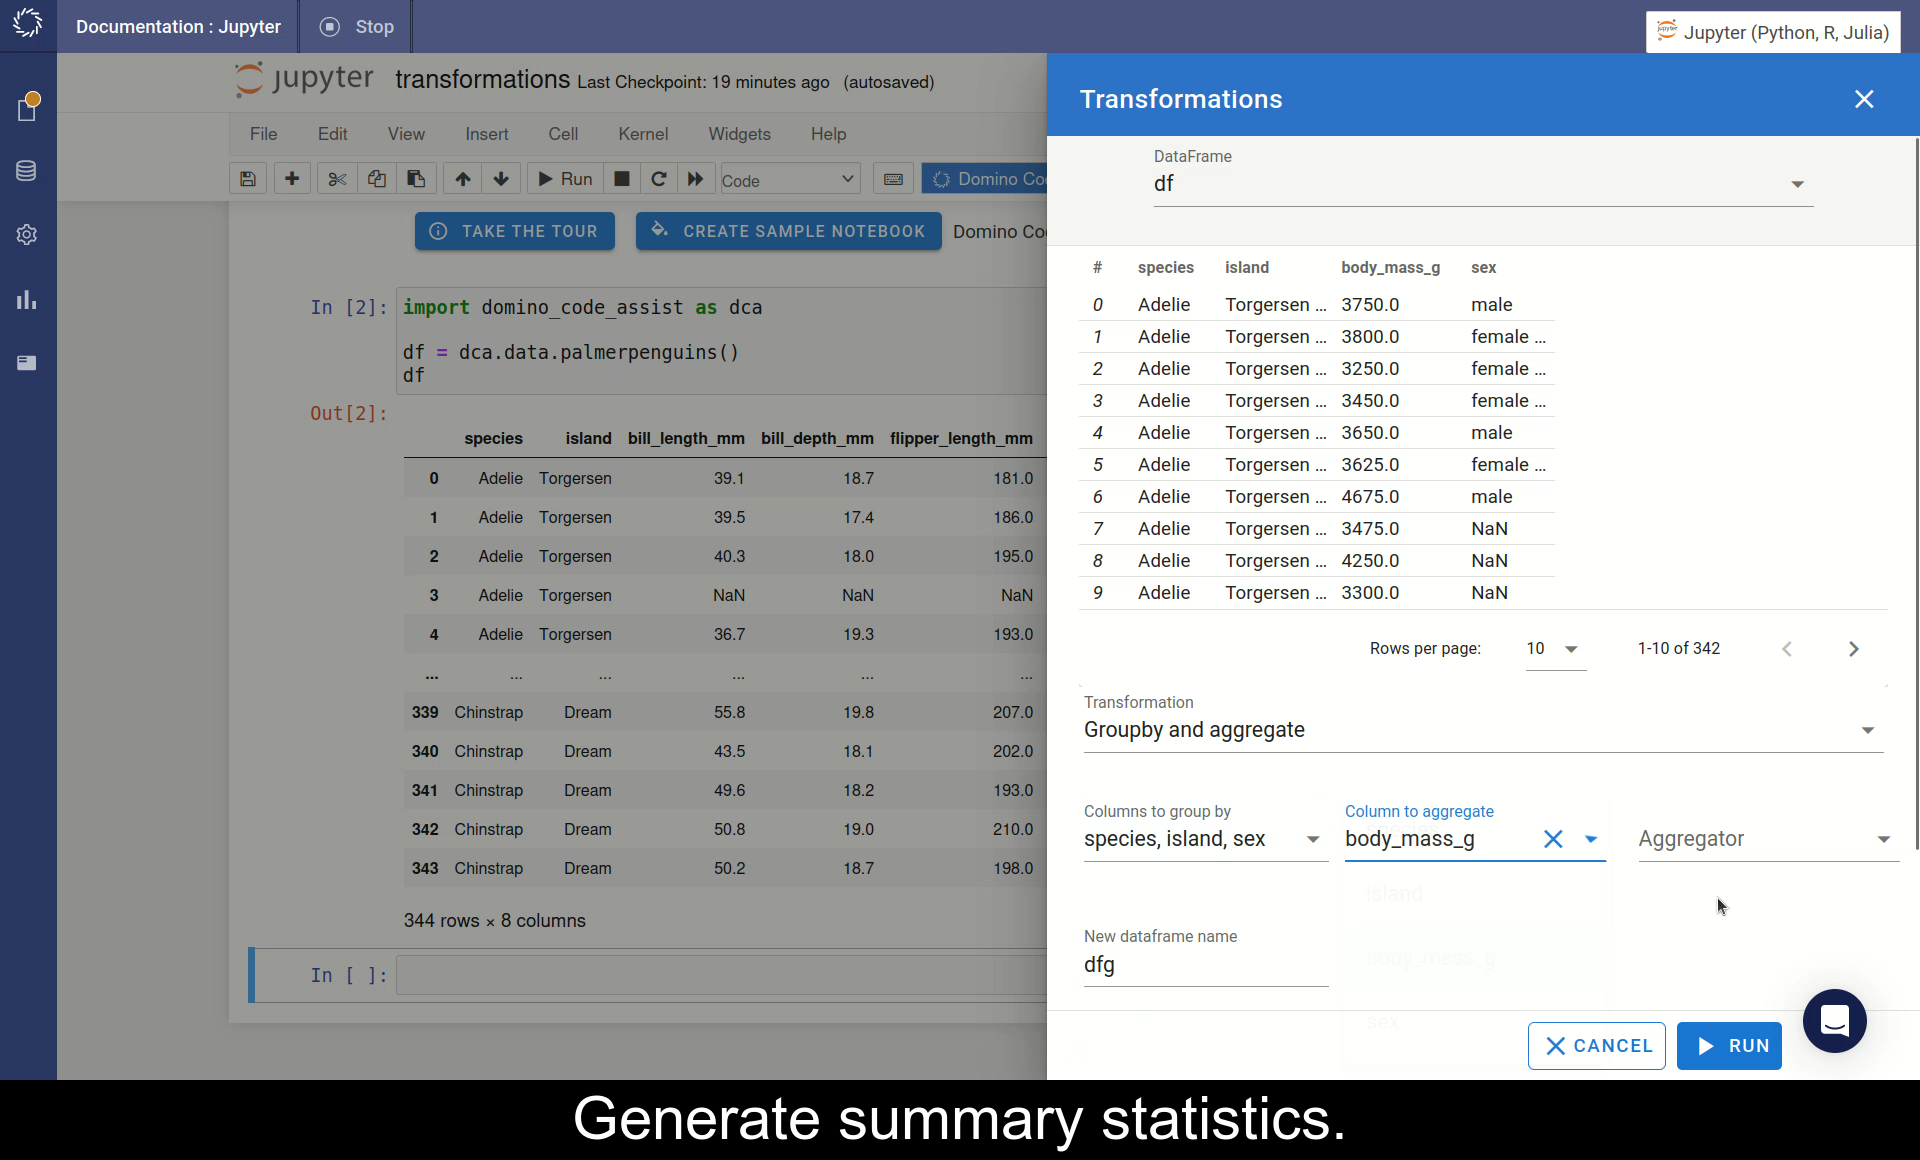 Documentation : Jupyter
Stop
Jupyter (Python, R, Julia)
jupyter transformations Last Checkpoint: 19 minutes ago (autosaved)
File Edit View Insert Cell Kernel Widgets Help
Run Code Domino Co
TAKE THE TOUR CREATE SAMPLE NOTEBOOK Domino Co
In [2]: import domino_code_assist as dca
df = dca.data.palmerpenguins()
df
Out[2]:
species island bill_length_mm bill_depth_mm flipper_length_mm
0 Adelie Torgersen 39.1 18.7 181.0
1 Adelie Torgersen 39.5 17.4 186.0
2 Adelie Torgersen 40.3 18.0 195.0
3 Adelie Torgersen NaN NaN NaN
4 Adelie Torgersen 36.7 19.3 193.0
... ... ... ... ... ...
339 Chinstrap Dream 55.8 19.8 207.0
340 Chinstrap Dream 43.5 18.1 202.0
341 Chinstrap Dream 49.6 18.2 193.0
342 Chinstrap Dream 50.8 19.0 210.0
343 Chinstrap Dream 50.2 18.7 198.0
344 rows × 8 columns
In [ ]:
Transformations
DataFrame
df
# species island body_mass_g sex
0 Adelie Torgersen ... 3750.0 male
1 Adelie Torgersen ... 3800.0 female ...
2 Adelie Torgersen ... 3250.0 female ...
3 Adelie Torgersen ... 3450.0 female ...
4 Adelie Torgersen ... 3650.0 male
5 Adelie Torgersen ... 3625.0 female ...
6 Adelie Torgersen ... 4675.0 male
7 Adelie Torgersen ... 3475.0 NaN
8 Adelie Torgersen ... 4250.0 NaN
9 Adelie Torgersen ... 3300.0 NaN
Rows per page: 10 1-10 of 342
Transformation
Groupby and aggregate
Columns to group by
species, island, sex
Column to aggregate
body_mass_g
Aggregator
island
body_mass_g
sex
New dataframe name
dfg
CANCEL RUN
Generate summary statistics.